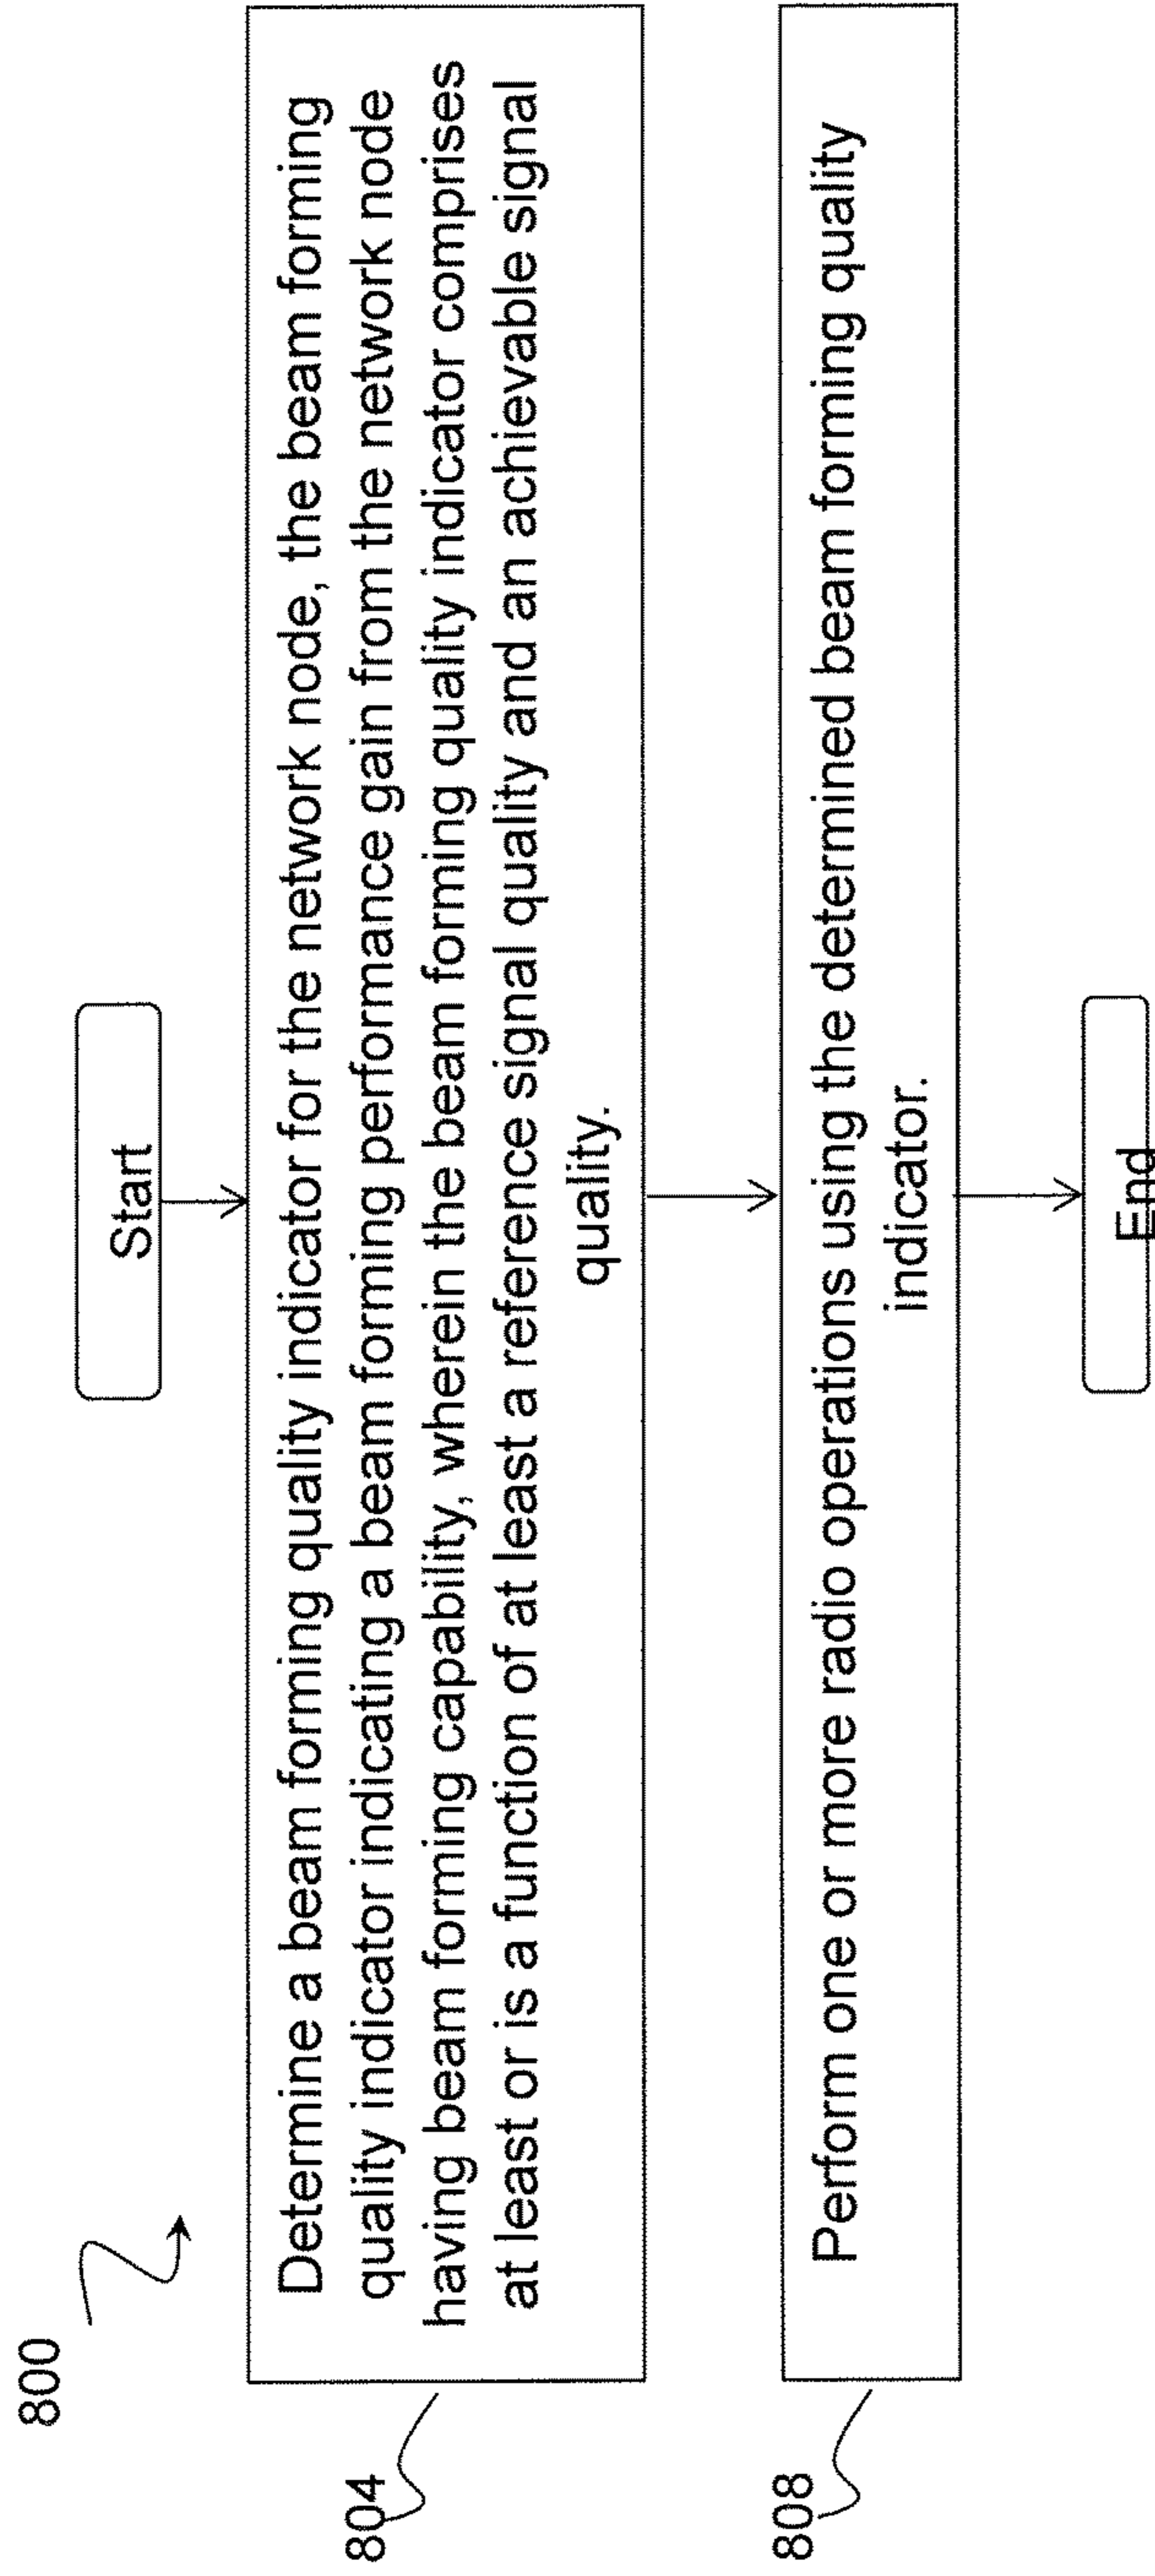 800
Start
804
Determine a beam forming quality indicator for the network node, the beam forming
quality indicator indicating a beam forming performance gain from the network node
having beam forming capability, wherein the beam forming quality indicator comprises
at least or is a function of at least a reference signal quality and an achievable signal
quality.
808
Perform one or more radio operations using the determined beam forming quality
indicator.
End